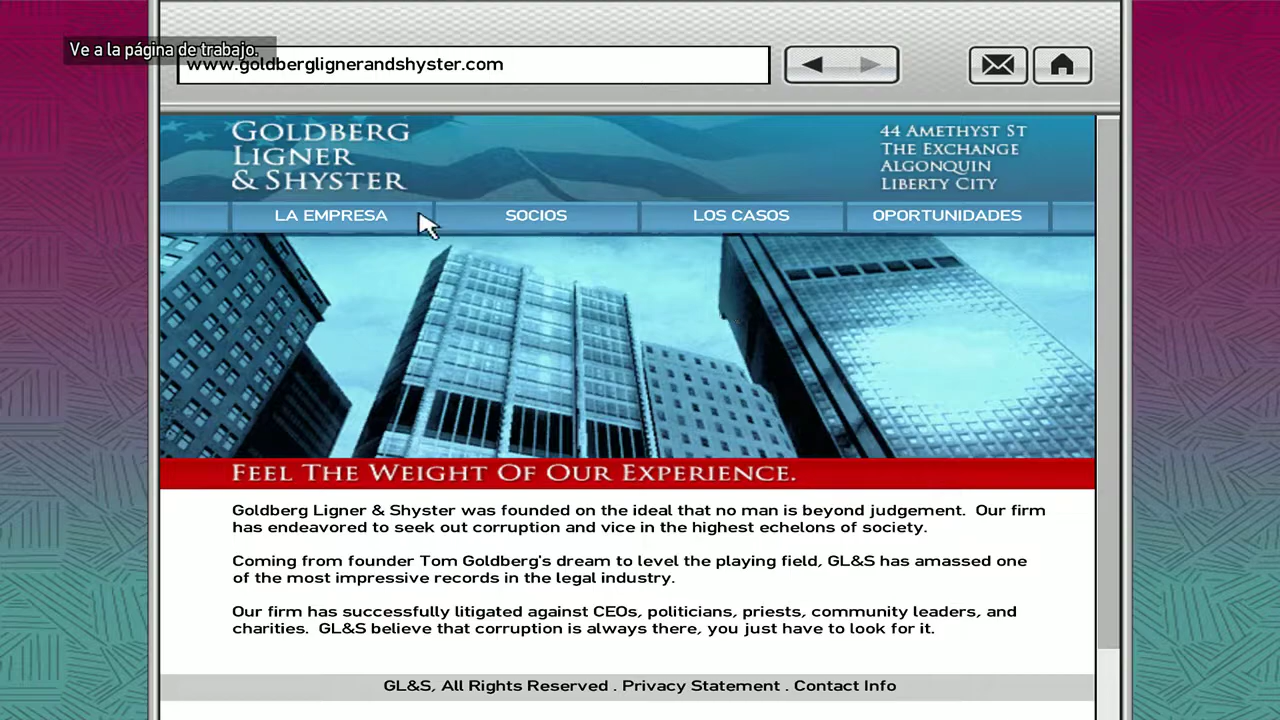 Ve a la página de trabajo.
www.goldberglignerandshyster.com
GOLDBERG
LIGNER
& SHYSTER
44 AMETHYST ST
THE EXCHANGE
ALGONQUIN
LIBERTY CITY
LA EMPRESA
SOCIOS
LOS CASOS
OPORTUNIDADES
FEEL THE WEIGHT OF OUR EXPERIENCE.
Goldberg Ligner & Shyster was founded on the ideal that no man is beyond judgement. Our firm
has endeavored to seek out corruption and vice in the highest echelons of society.
Coming from founder Tom Goldberg's dream to level the playing field, GL&S has amassed one
of the most impressive records in the legal industry.
Our firm has successfully litigated against CEOs, politicians, priests, community leaders, and
charities. GL&S believe that corruption is always there, you just have to look for it.
GL&S, All Rights Reserved . Privacy Statement . Contact Info